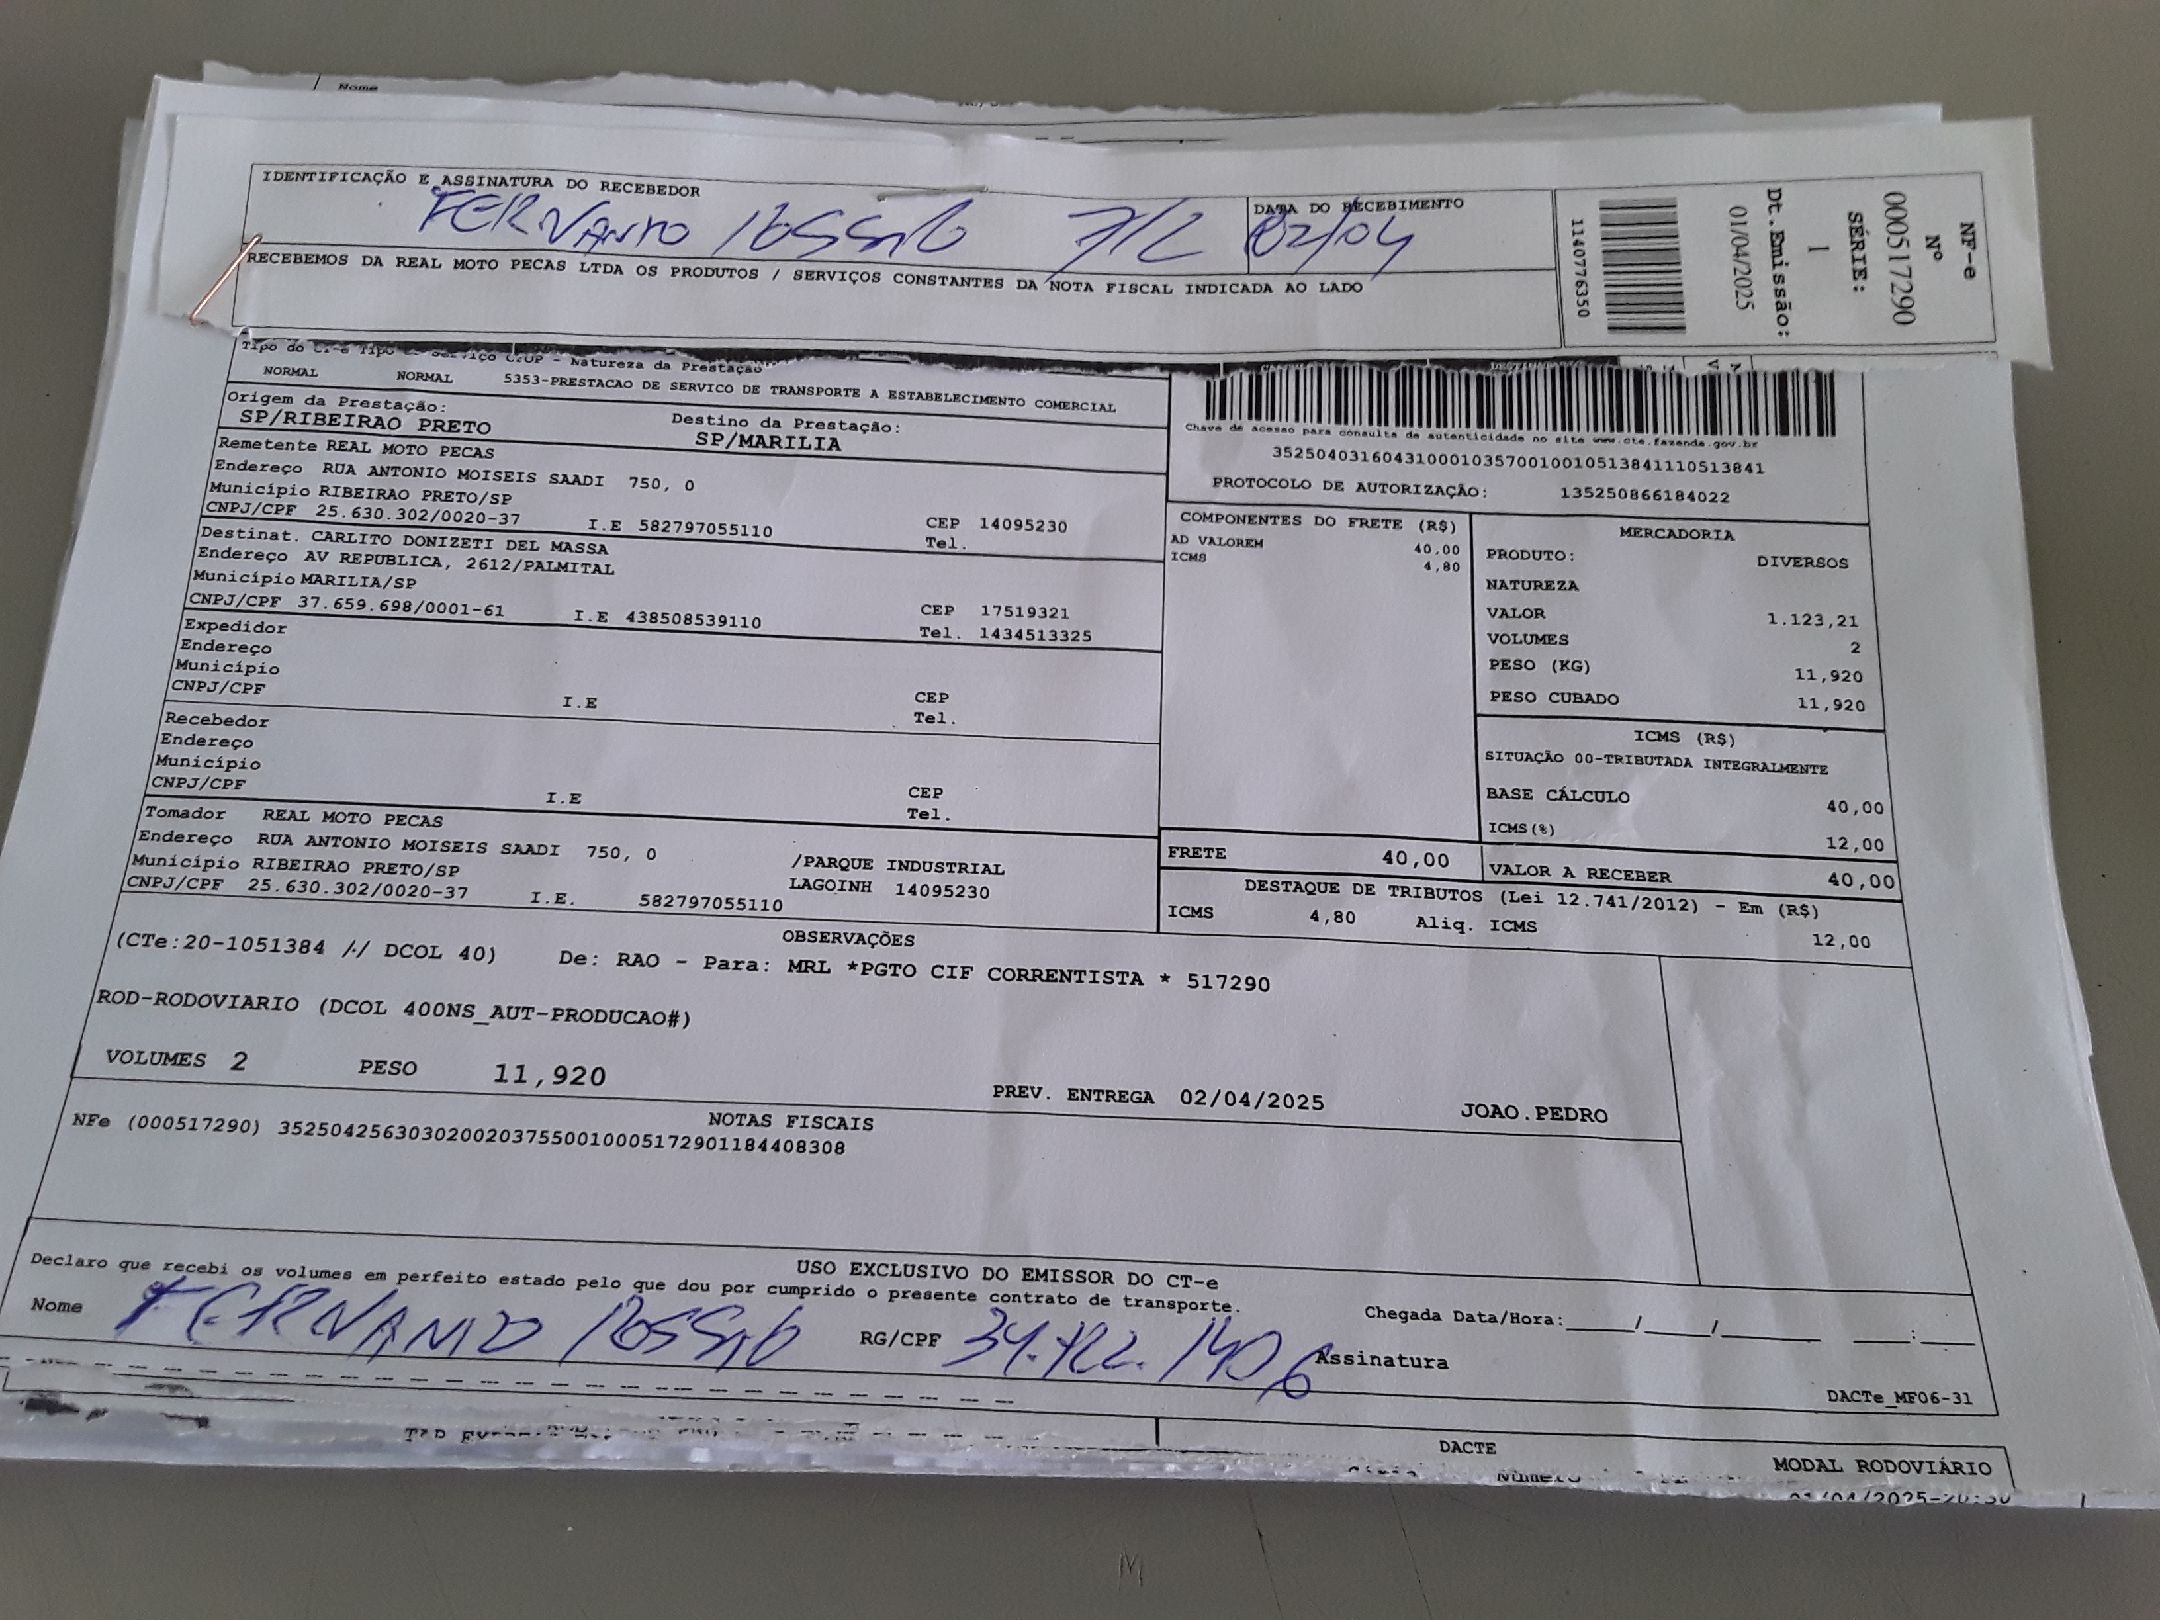 Nome
IDENTIFICAÇÃO E ASSINATURA DO RECEBEDOR
FERNANDO
DATA DO RECEBIMENTO
02/04
RECEBEMOS DA REAL MOTO PECAS LTDA OS PRODUTOS / SERVIÇOS CONSTANTES DA NOTA FISCAL INDICADA AO LADO
1140776350
Dt.Emissão:
01/04/2025
SÉRIE:
1
NF-e
Nº
000517290
Natureza da Prestação
NORMAL NORMAL 5353-PRESTACAO DE SERVICO DE TRANSPORTE A ESTABELECIMENTO COMERCIAL
Origem da Prestação: Destino da Prestação:
SP/RIBEIRAO PRETO SP/MARILIA
Remetente REAL MOTO PECAS
Endereço RUA ANTONIO MOISEIS SAADI 750, 0
Município RIBEIRAO PRETO/SP CEP 14095230
CNPJ/CPF 25.630.302/0020-37 I.E 582797055110 Tel.
Destinat. CARLITO DONIZETI DEL MASSA
Endereço AV REPUBLICA, 2612/PALMITAL
Município MARILIA/SP CEP 17519321
CNPJ/CPF 37.659.698/0001-61 I.E 438508539110 Tel. 1434513325
Expedidor
Endereço
Município CEP
CNPJ/CPF I.E Tel.
Recebedor
Endereço
Município CEP
CNPJ/CPF I.E Tel.
Tomador REAL MOTO PECAS
Endereço RUA ANTONIO MOISEIS SAADI 750, 0 /PARQUE INDUSTRIAL
Município RIBEIRAO PRETO/SP LAGOINH 14095230
CNPJ/CPF 25.630.302/0020-37 I.E. 582797055110
Chave de acesso para consulta de autenticidade no site www.cte.fazenda.gov.br
35250403160431000103570010010513841110513841
PROTOCOLO DE AUTORIZAÇÃO: 135250866184022
COMPONENTES DO FRETE (R$)
AD VALOREM 40,00
ICMS 4,80
MERCADORIA
PRODUTO: DIVERSOS
NATUREZA
VALOR 1.123,21
VOLUMES 2
PESO (KG) 11,920
PESO CUBADO 11,920
ICMS (R$)
SITUAÇÃO 00-TRIBUTADA INTEGRALMENTE
BASE CÁLCULO 40,00
ICMS(%) 12,00
FRETE 40,00 VALOR A RECEBER 40,00
DESTAQUE DE TRIBUTOS (Lei 12.741/2012) - Em (R$)
ICMS 4,80 Aliq. ICMS 12,00
OBSERVAÇÕES
(CTe:20-1051384 // DCOL 40) De: RAO - Para: MRL *PGTO CIF CORRENTISTA * 517290
ROD-RODOVIARIO (DCOL 400NS_AUT-PRODUCAO#)
VOLUMES 2 PESO 11,920 PREV. ENTREGA 02/04/2025 JOAO.PEDRO
NOTAS FISCAIS
NFe (000517290) 35250425630302002037550010005172901184408308
USO EXCLUSIVO DO EMISSOR DO CT-e
Declaro que recebi os volumes em perfeito estado pelo que dou por cumprido o presente contrato de transporte. Chegada Data/Hora:____/____/______ ___:___
Nome FERNANDO RG/CPF Assinatura
DACTe_MF06-31
DACTE MODAL RODOVIÁRIO